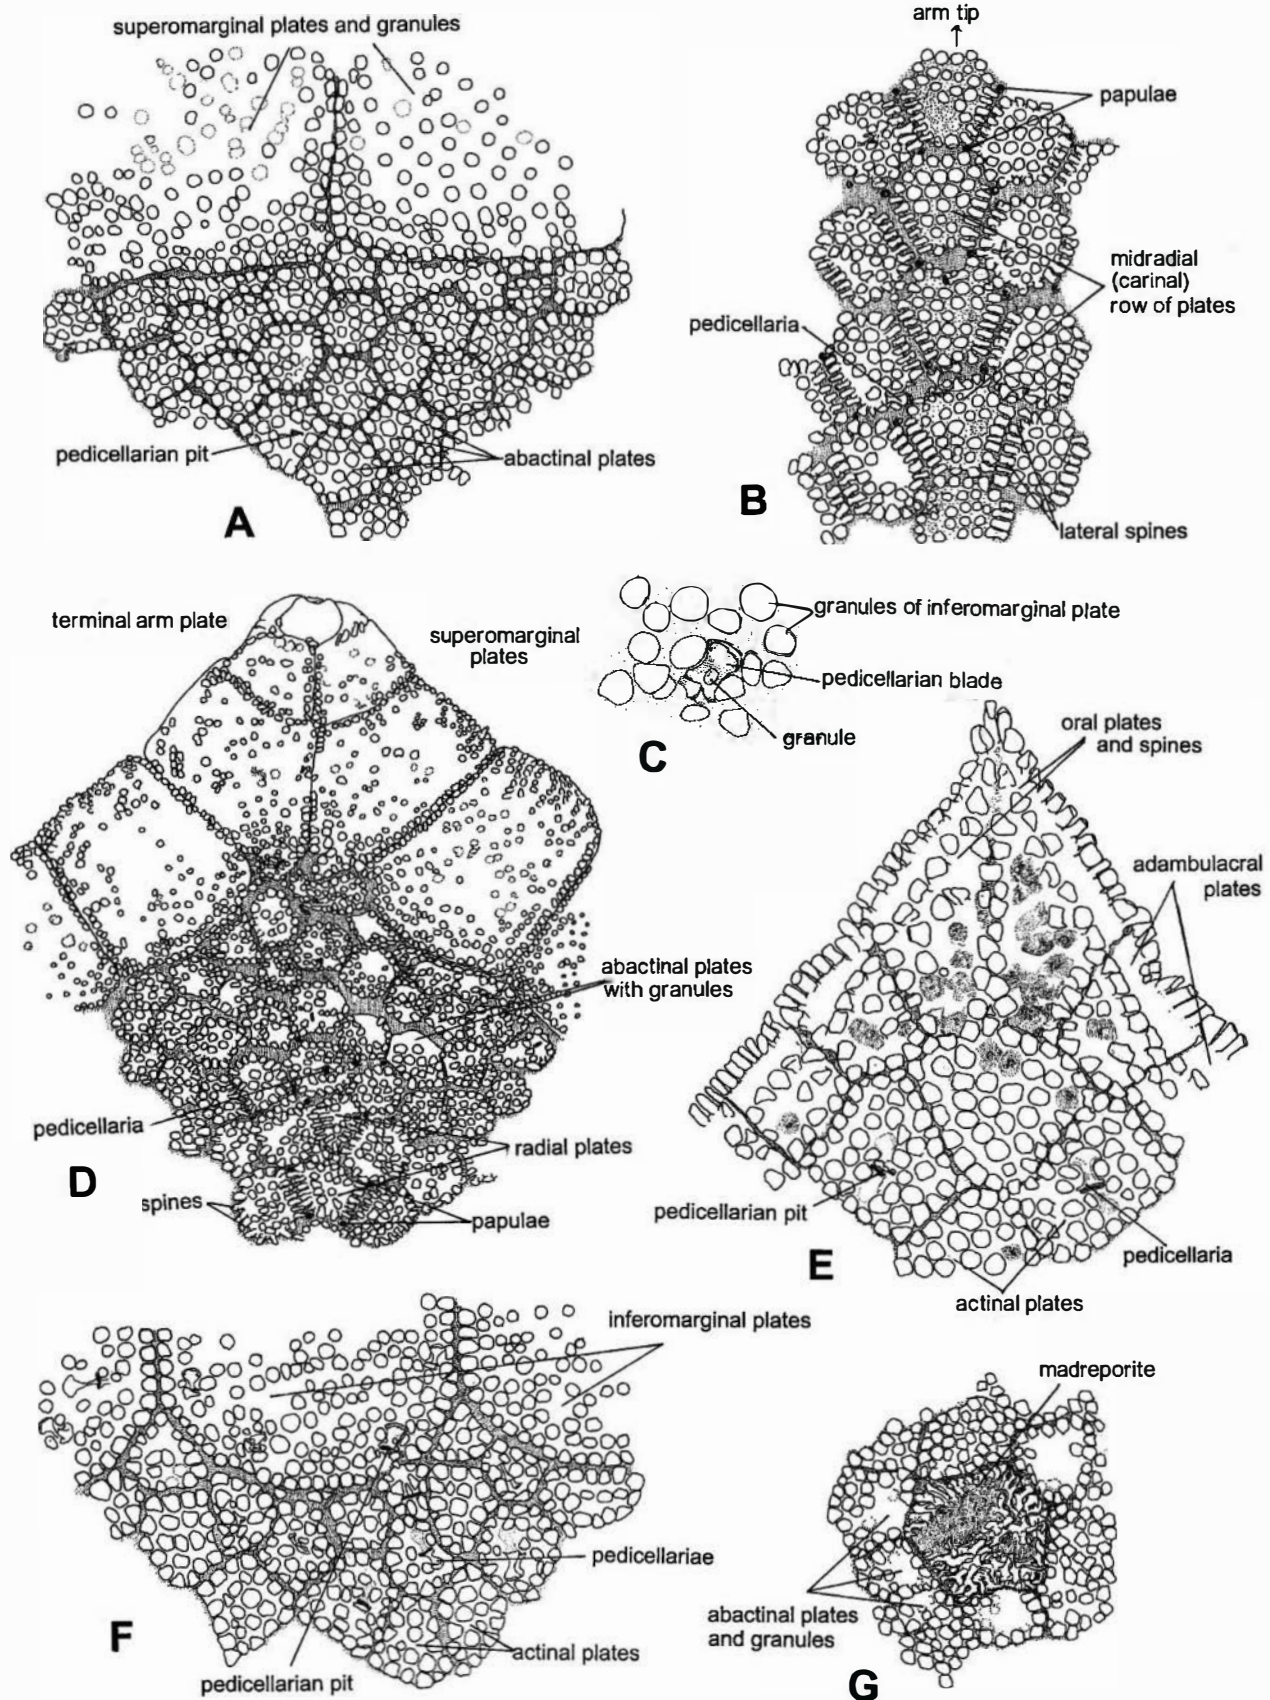 superomarginal plates and granules
pedicellarian pit
abactinal plates
A
arm tip
papulae
midradial
(carinal)
row of plates
pedicellaria
lateral spines
B
terminal arm plate
superomarginal
plates
abactinal plates
with granules
pedicellaria
radial plates
spines
papulae
D
granules of inferomarginal plate
pedicellarian blade
granule
C
oral plates
and spines
adambulacral
plates
pedicellarian pit
pedicellaria
actinal plates
E
inferomarginal plates
pedicellariae
actinal plates
pedicellarian pit
F
madreporite
abactinal plates
and granules
G